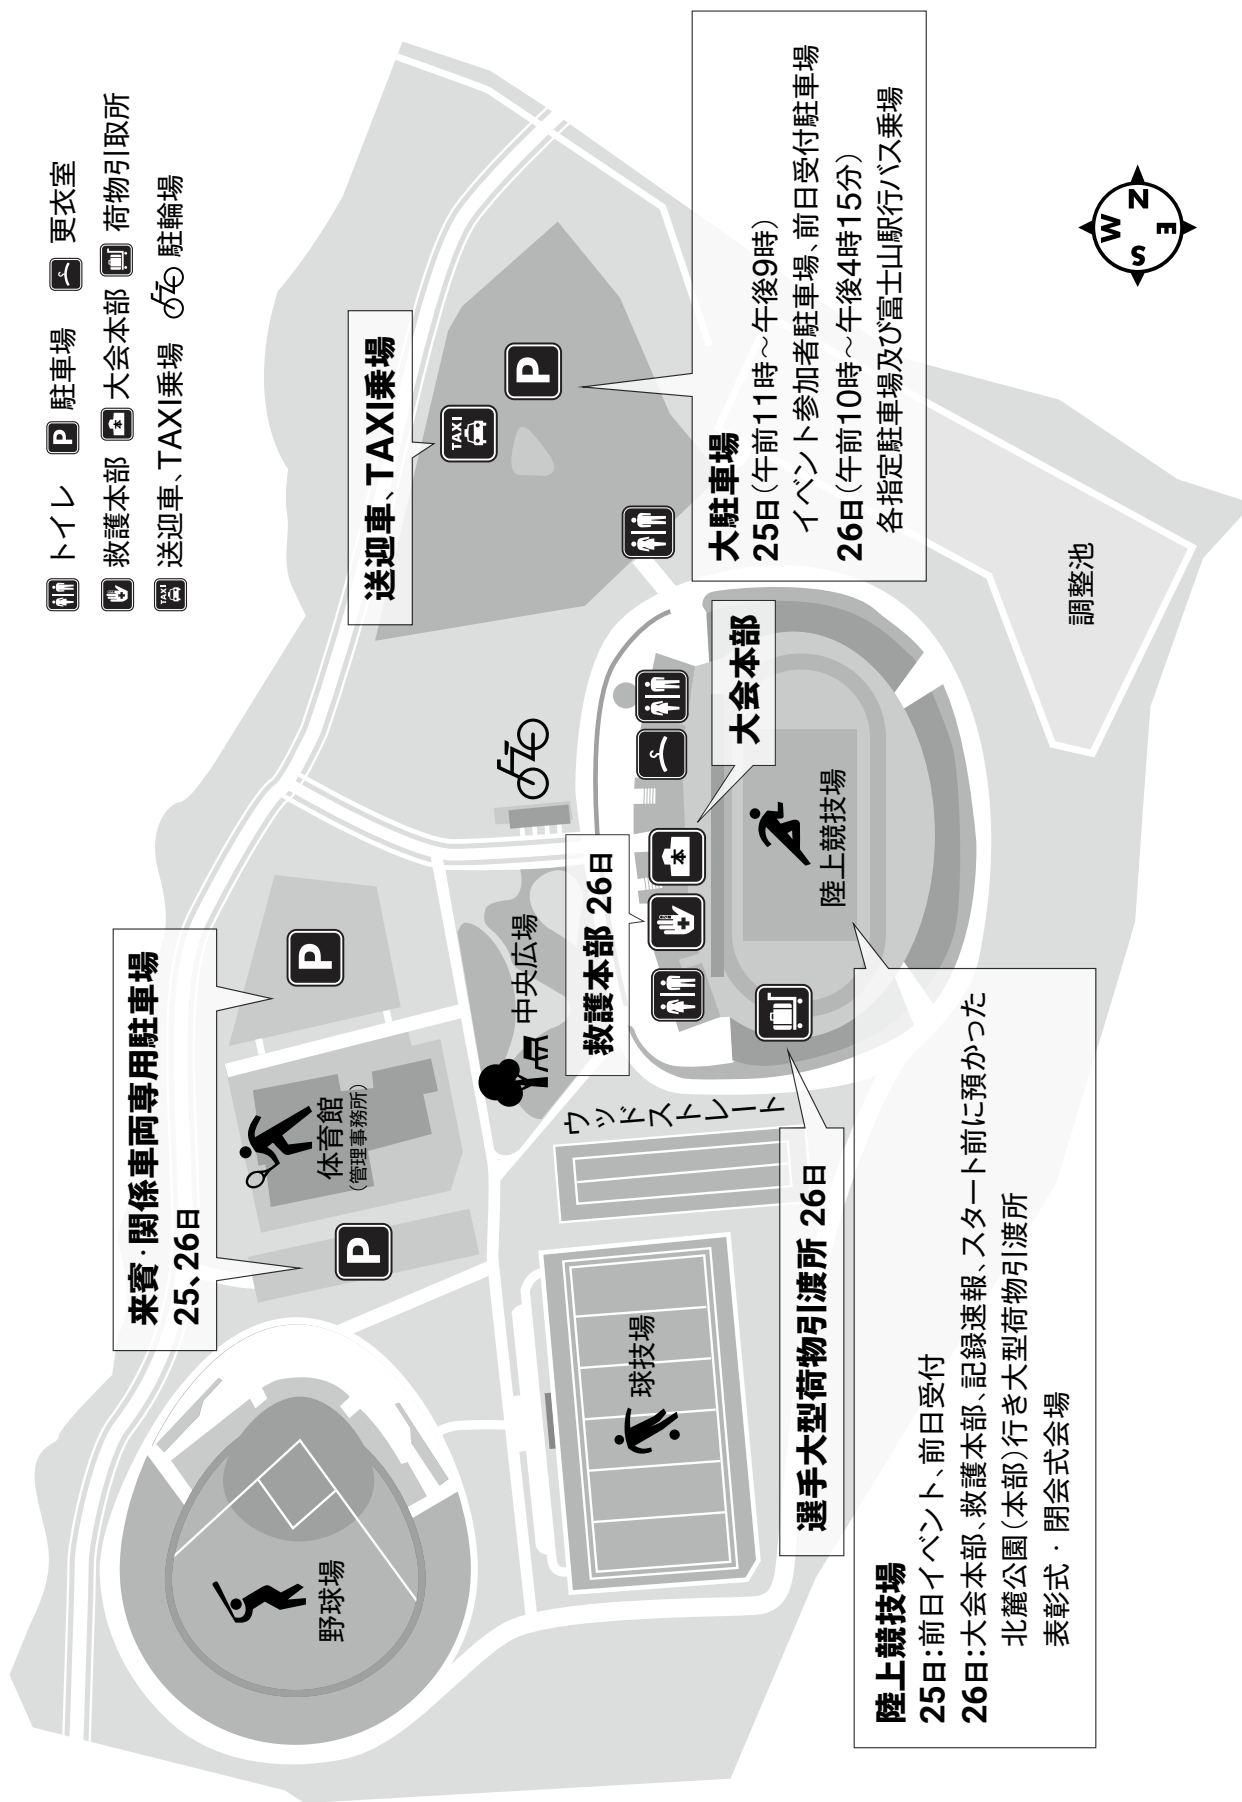 トイレ
P 駐車場
更衣室
救護本部
本 大会本部
荷物引取所
TAXI 送迎車、TAXI乗場
駐輪場
来賓・関係車両専用駐車場
25、26日
P
P
体育館
（管理事務所）
野球場
送迎車、TAXI乗場
TAXI
P
大駐車場
25日（午前11時～午後9時）
イベント参加者駐車場、前日受付駐車場
26日（午前10時～午後4時15分）
各指定駐車場及び富士山駅行バス乗場
中央広場
救護本部 26日
本
大会本部
陸上競技場
ウッドストレート
球技場
選手大型荷物引渡所 26日
陸上競技場
25日：前日イベント、前日受付
26日：大会本部、救護本部、記録速報、スタート前に預かった
北麓公園（本部）行き大型荷物引渡所
表彰式・閉会式会場
調整池
N
W
E
S